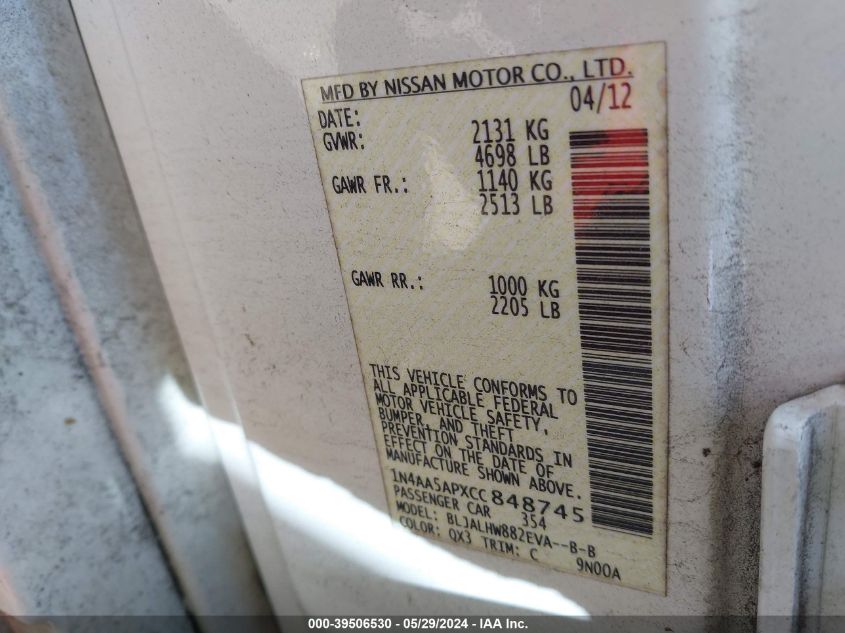 MFD BY NISSAN MOTOR CO., LTD.
DATE: 04/12
GVWR: 2131 KG
4698 LB
GAWR FR.: 1140 KG
2513 LB
GAWR RR.: 1000 KG
2205 LB
THIS VEHICLE CONFORMS TO
ALL APPLICABLE FEDERAL
MOTOR VEHICLE SAFETY,
BUMPER, AND THEFT
PREVENTION STANDARDS IN
EFFECT ON THE DATE OF
MANUFACTURE SHOWN ABOVE.
1N4AA5APXCC848745
PASSENGER CAR 354
MODEL: BLJALHW882EVA--B-B
COLOR: QX3 TRIM: C 9N00A
000-39506530 - 05/29/2024 - IAA Inc.